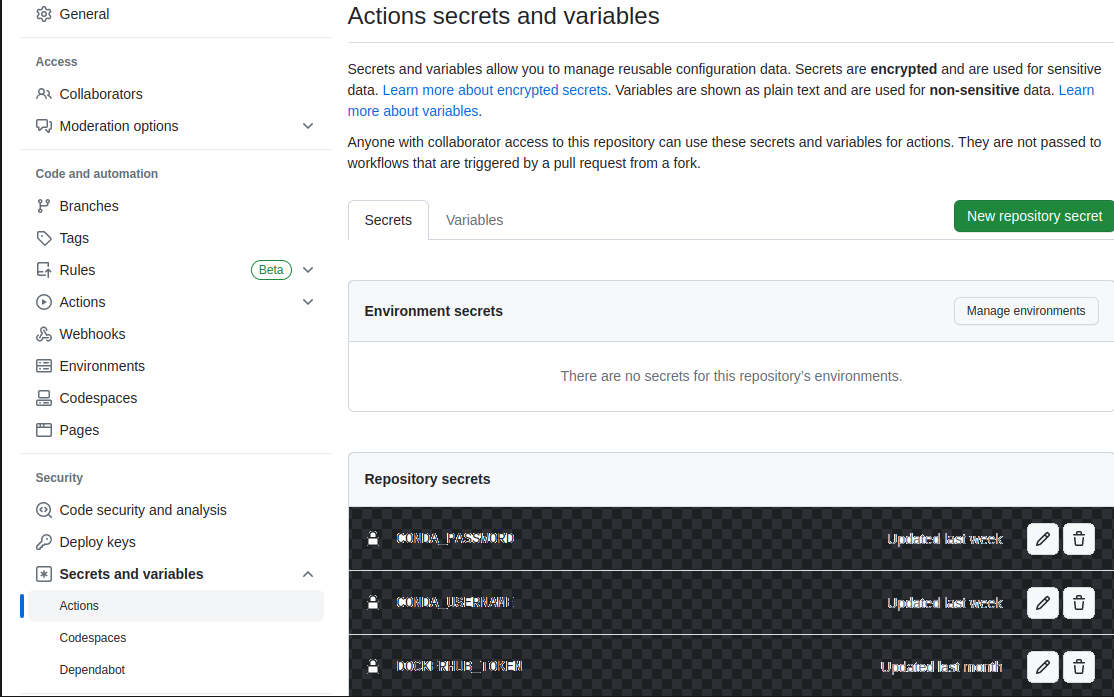 General
Access
Collaborators
Moderation options
Code and automation
Branches
Tags
Rules Beta
Actions
Webhooks
Environments
Codespaces
Pages
Security
Code security and analysis
Deploy keys
Secrets and variables
Actions
Codespaces
Dependabot
Actions secrets and variables
Secrets and variables allow you to manage reusable configuration data. Secrets are encrypted and are used for sensitive
data. Learn more about encrypted secrets. Variables are shown as plain text and are used for non-sensitive data. Learn
more about variables.
Anyone with collaborator access to this repository can use these secrets and variables for actions. They are not passed to
workflows that are triggered by a pull request from a fork.
Secrets Variables New repository secret
Environment secrets Manage environments
There are no secrets for this repository's environments.
Repository secrets
CONDA_PASSWORD Updated last week
CONDA_USERNAME Updated last week
DOCKERHUB_TOKEN Updated last month